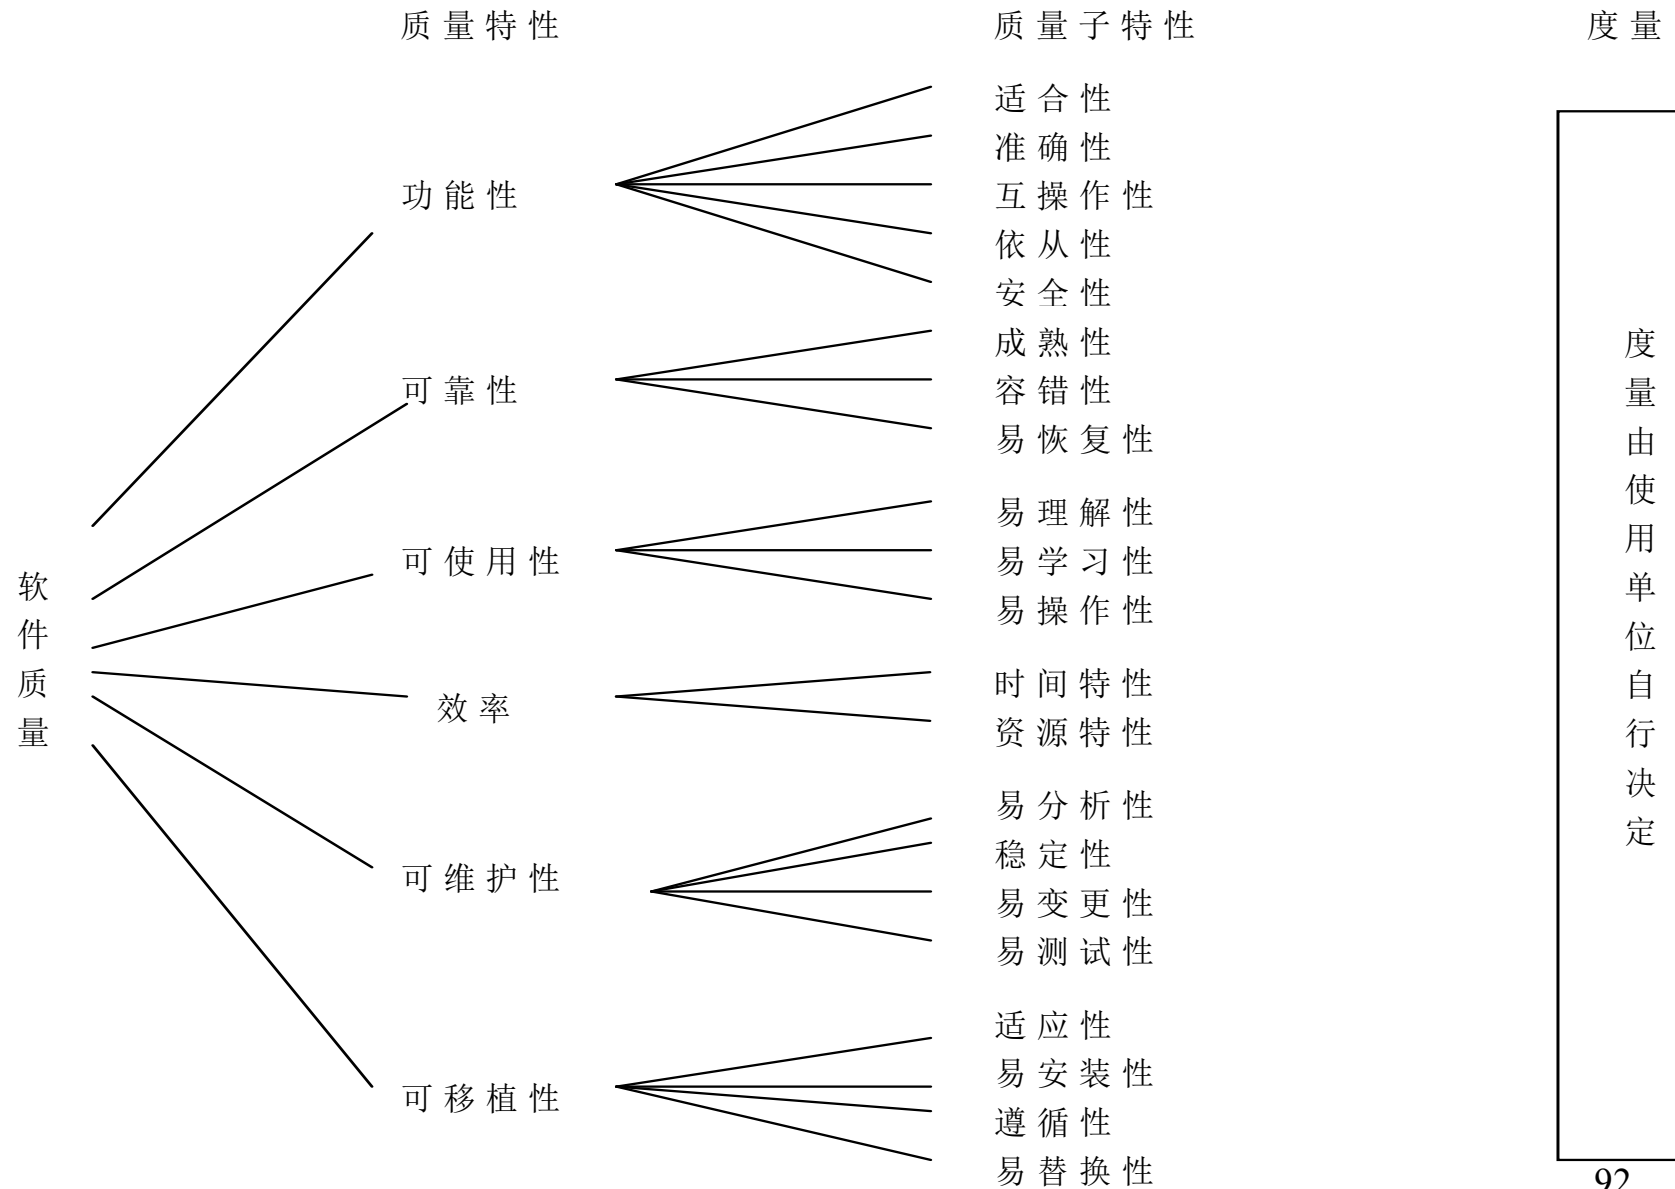 质量特性 质量子特性 度量
软件质量
功能性
适合性
准确性
互操作性
依从性
安全性
可靠性
成熟性
容错性
易恢复性
可使用性
易理解性
易学习性
易操作性
效率
时间特性
资源特性
可维护性
易分析性
稳定性
易变更性
易测试性
可移植性
适应性
易安装性
遵循性
易替换性
度量由使用单位自行决定
92